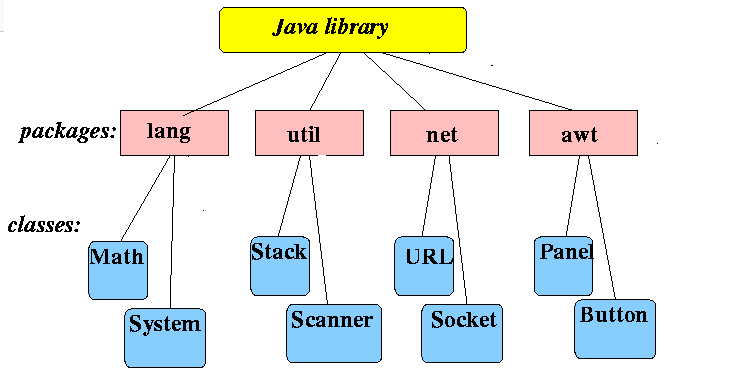 Java library
packages: lang util net awt
classes:
Math Stack URL Panel
System Scanner Socket Button